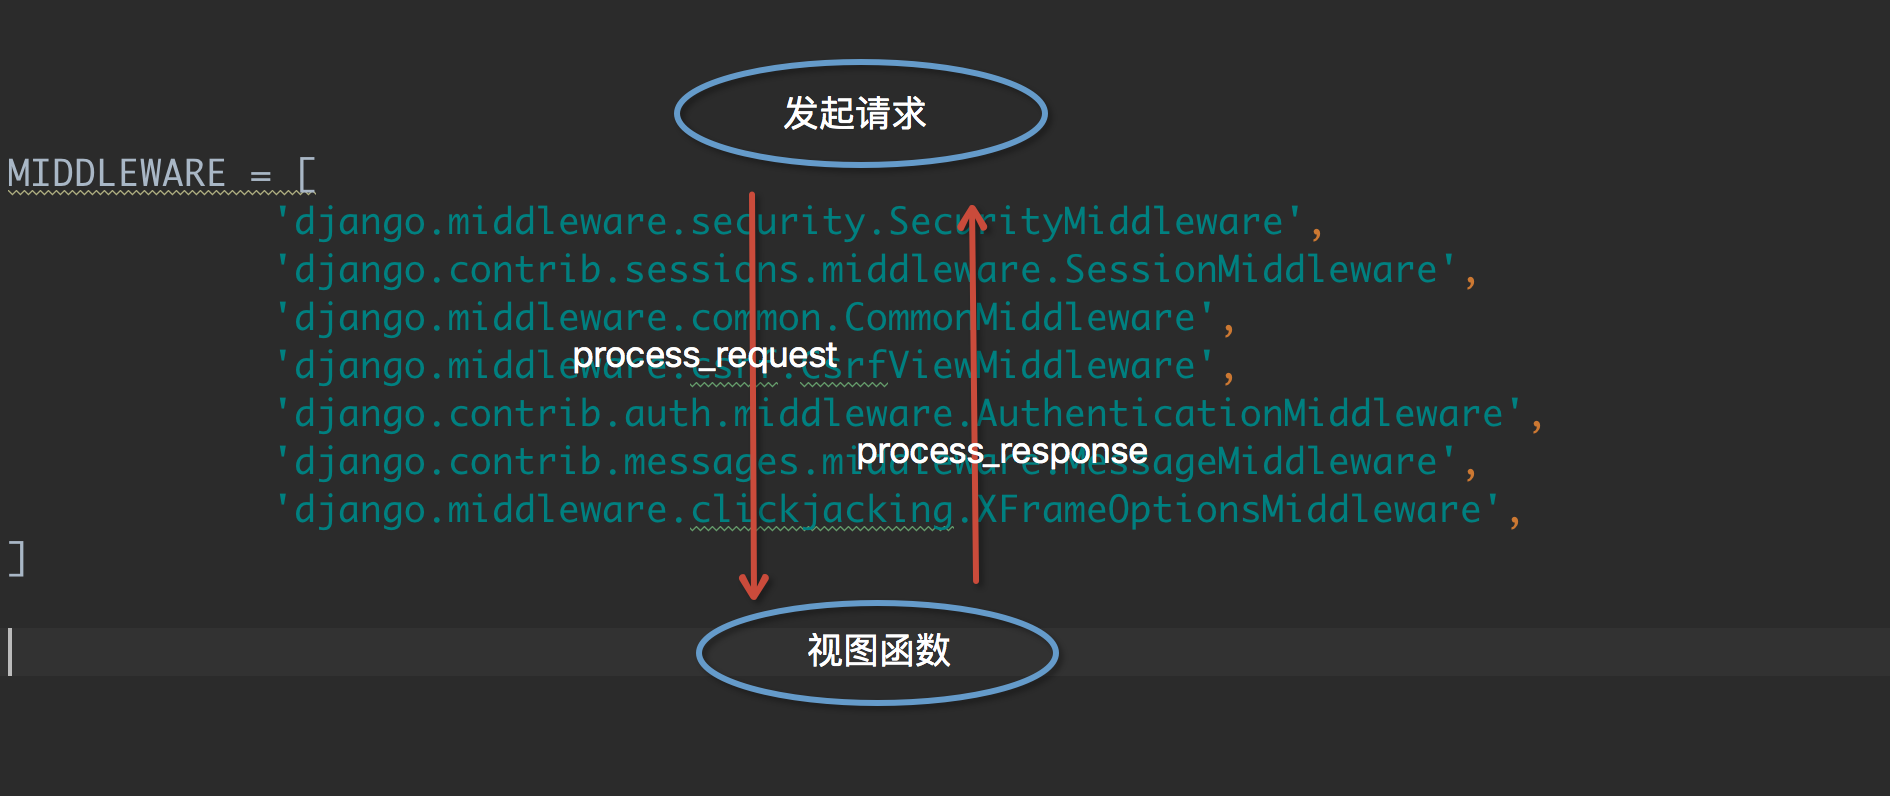 发起请求
MIDDLEWARE = [
'django.middleware.security.SecurityMiddleware',
'django.contrib.sessions.middleware.SessionMiddleware',
'django.middleware.common.CommonMiddleware',
process_request
'django.middleware.csrf.CsrfViewMiddleware',
'django.contrib.auth.middleware.AuthenticationMiddleware',
process_response
'django.contrib.messages.middleware.MessageMiddleware',
'django.middleware.clickjacking.XFrameOptionsMiddleware',
]
视图函数